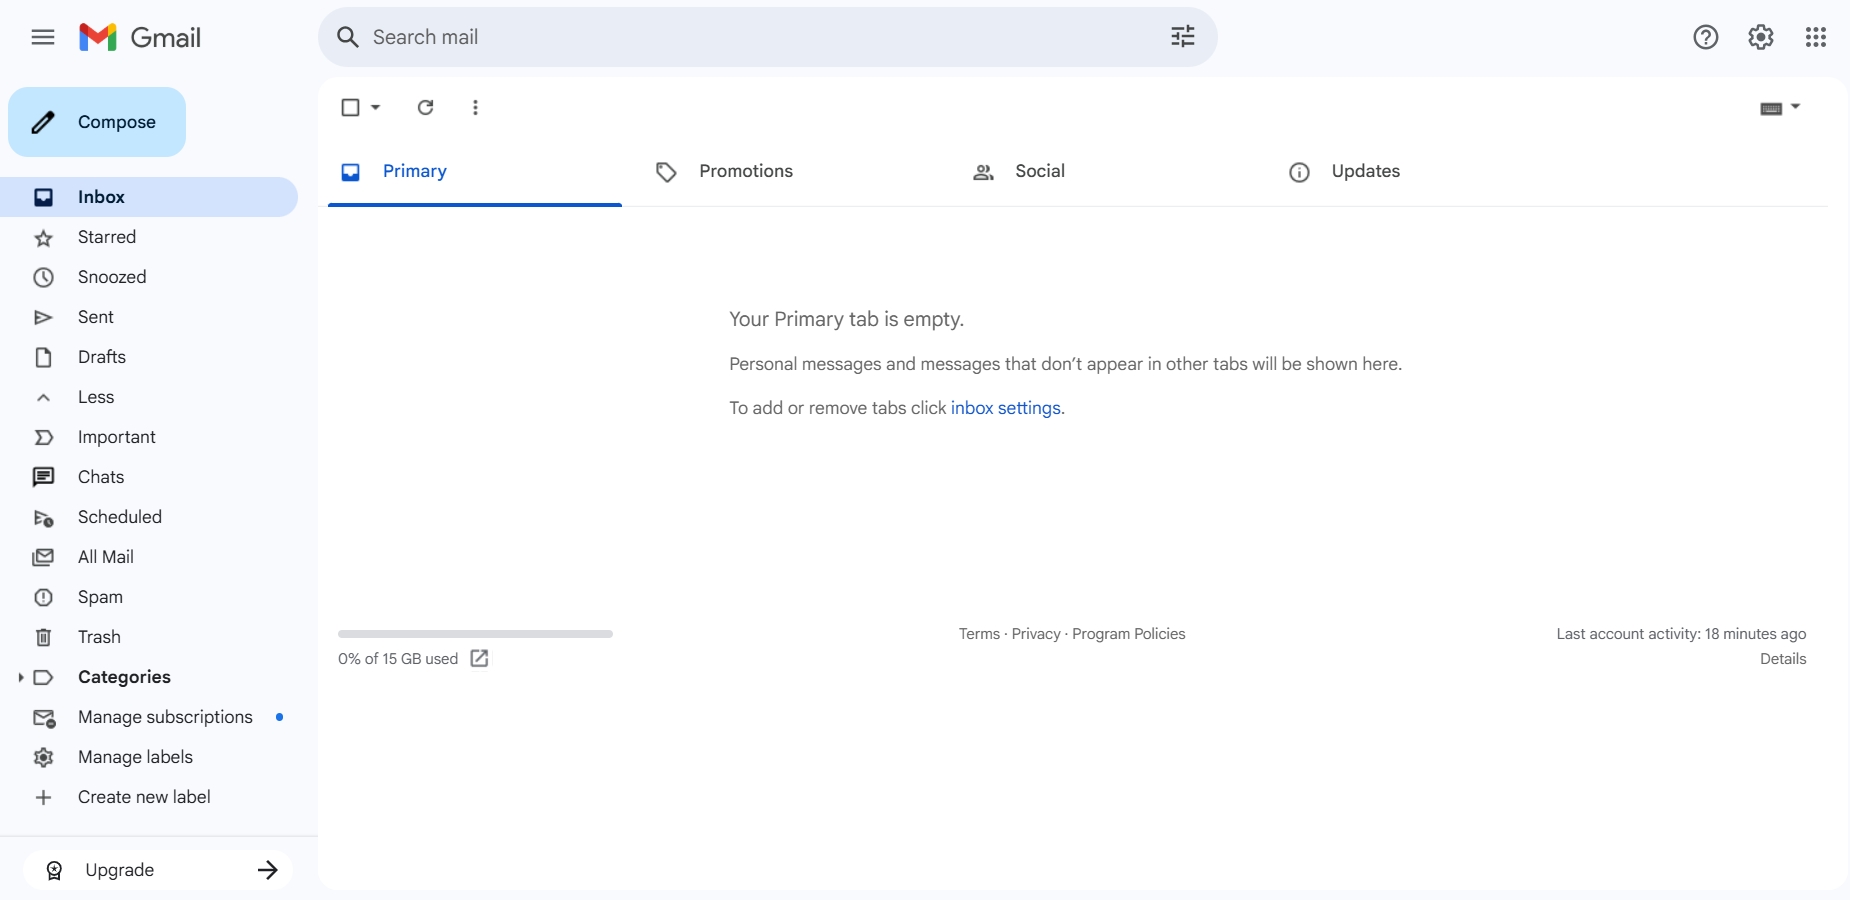 Gmail
Search mail
Compose
Inbox
Starred
Snoozed
Sent
Drafts
Less
Important
Chats
Scheduled
All Mail
Spam
Trash
Categories
Manage subscriptions
Manage labels
Create new label
Upgrade
Primary
Promotions
Social
Updates
Your Primary tab is empty.
Personal messages and messages that don’t appear in other tabs will be shown here.
To add or remove tabs click inbox settings.
0% of 15 GB used
Terms · Privacy · Program Policies
Last account activity: 18 minutes ago
Details